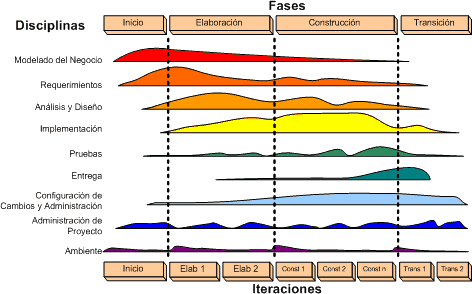 Fases
Disciplinas
Inicio
Elaboración
Construcción
Transición
Modelado del Negocio
Requerimientos
Análisis y Diseño
Implementación
Pruebas
Entrega
Configuración de
Cambios y Administración
Administración de
Proyecto
Ambiente
Inicio
Elab 1
Elab 2
Const 1
Const 2
Const n
Trans 1
Trans 2
Iteraciones